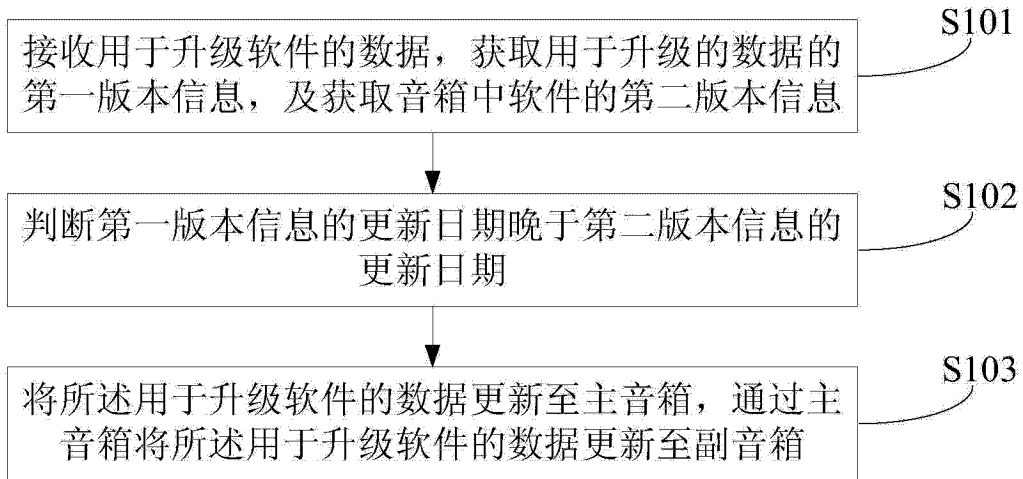 S101
接收用于升级软件的数据，获取用于升级的数据的
第一版本信息，及获取音箱中软件的第二版本信息
S102
判断第一版本信息的更新日期晚于第二版本信息的
更新日期
S103
将所述用于升级软件的数据更新至主音箱，通过主
音箱将所述用于升级软件的数据更新至副音箱